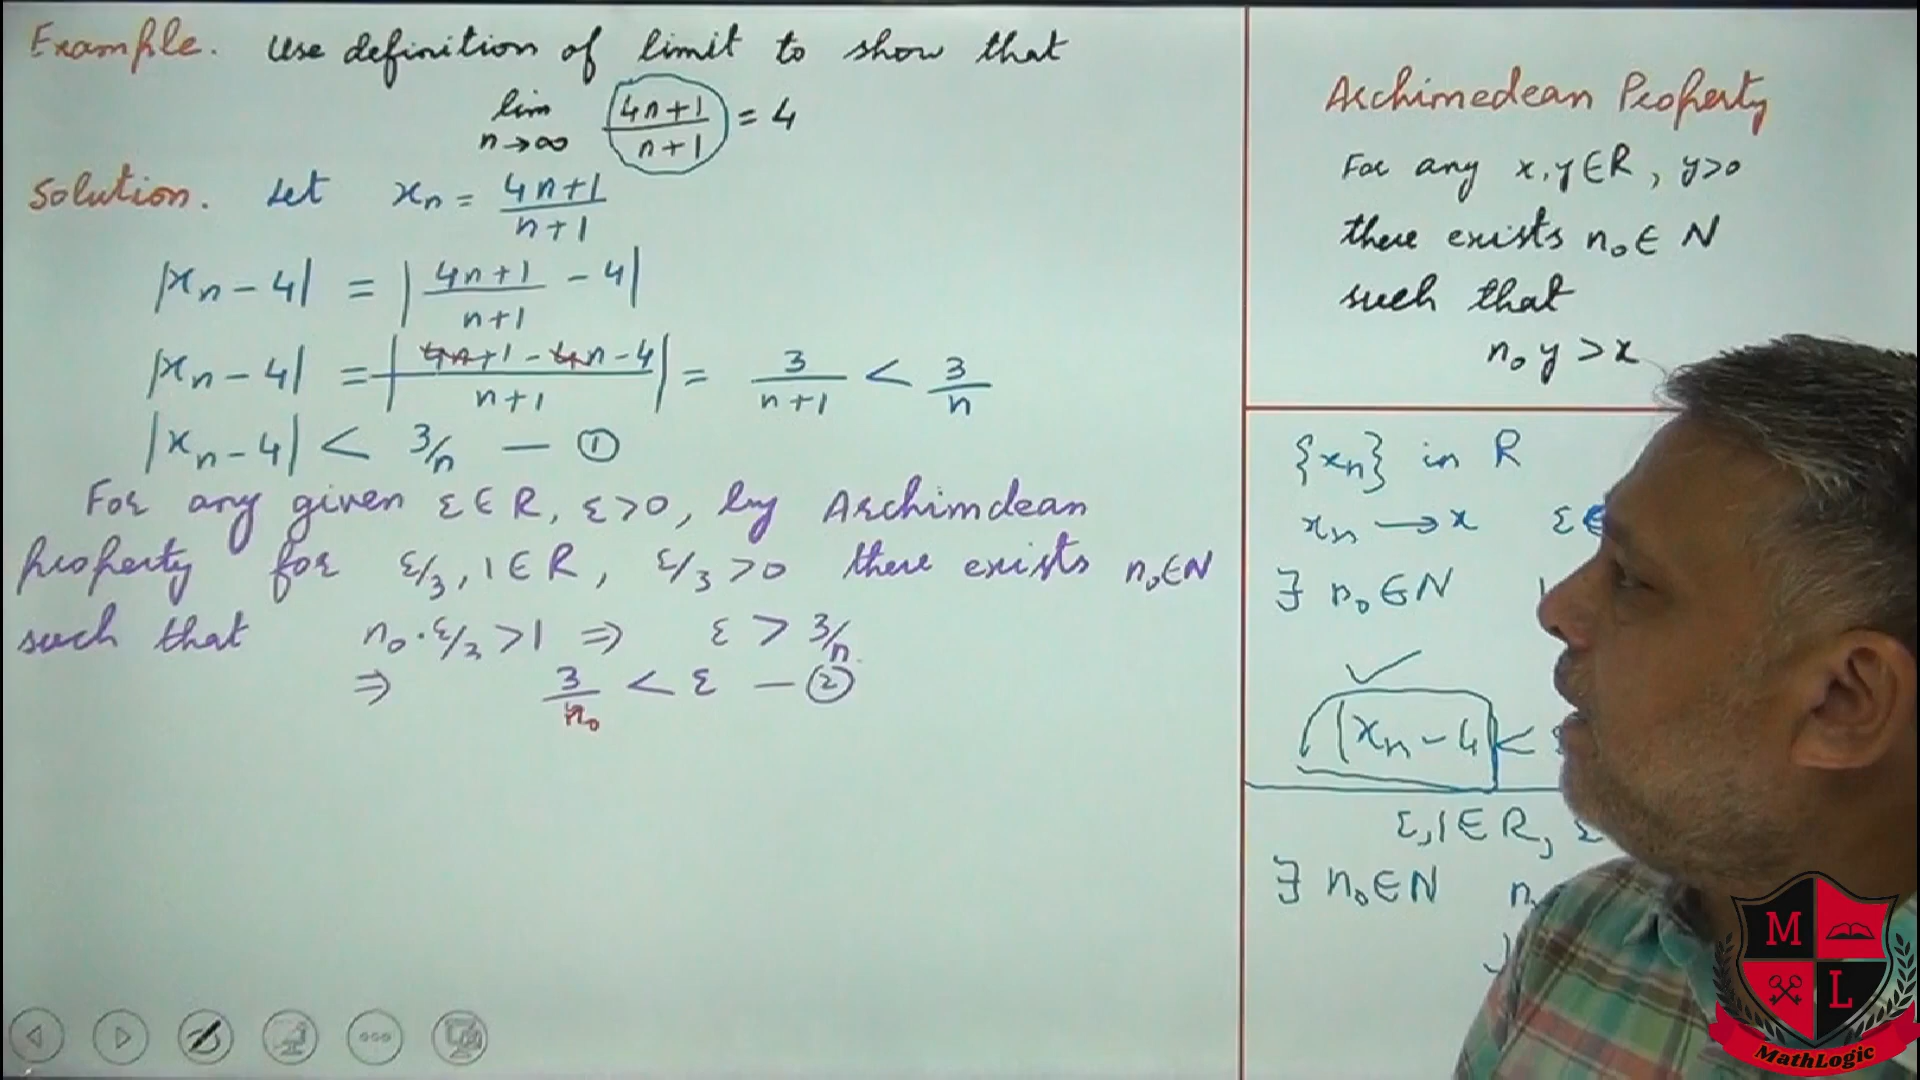 Example. Use definition of limit to show that
lim n→∞ (4n+1)/(n+1) = 4
Solution. Let xn = (4n+1)/(n+1)
|xn - 4| = |(4n+1)/(n+1) - 4|
|xn - 4| = |(4n+1-4n-4)/(n+1)| = 3/(n+1) < 3/n
|xn - 4| < 3/n — ①
For any given ε∈R, ε>0, by Archimdean
property for ε/3, 1∈R, ε/3>0 there exists n₀∈N
such that n₀·ε/3 >1 ⇒ ε > 3/n
⇒ 3/n₀ < ε — ②
Archimedean Property
For any x,y∈R, y>0
there exists n₀∈N
such that
n₀y >x
{xn} in R
xn → x
∃ n₀∈N
✓
|xn - 4| <
ε,1∈R,
∃ n₀∈N
M
L
MathLogic